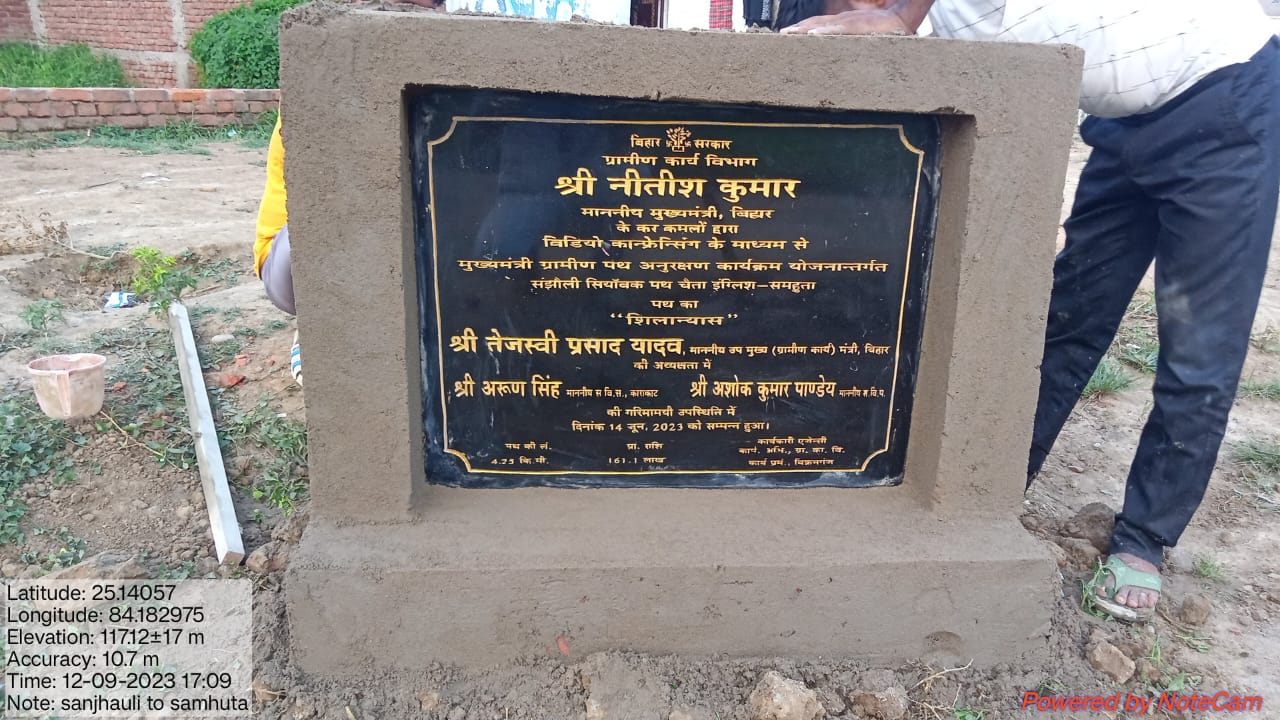 बिहार सरकार
ग्रामीण कार्य विभाग
श्री नीतीश कुमार
माननीय मुख्यमंत्री, बिहार
के कर कमलों द्वारा
विडियो कान्फ्रेन्सिंग के माध्यम से
मुख्यमंत्री ग्रामीण पथ अनुरक्षण कार्यक्रम योजनान्तर्गत
संझौली सियाँवक पथ चैता इंग्लिश–समहुता
पथ का
‘‘शिलान्यास’’
श्री तेजस्वी प्रसाद यादव, माननीय उप मुख्य (ग्रामीण कार्य) मंत्री, बिहार
की अध्यक्षता में
श्री अरूण सिंह माननीय स वि.स., काराकाट श्री अशोक कुमार पाण्डेय माननीय स.वि.प.
की गरिमामयी उपस्थिति में
दिनांक 14 जून, 2023 को सम्पन्न हुआ।
पथ की लं. प्रा. राशि कार्यकारी एजेन्सी
कार्य. अभि., ग्रा. का. वि.
4.25 कि.मी. 161.1 लाख कार्य प्रमं., बिक्रमगंज
Latitude: 25.14057
Longitude: 84.182975
Elevation: 117.12±17 m
Accuracy: 10.7 m
Time: 12-09-2023 17:09
Note: sanjhauli to samhuta
Powered by NoteCam